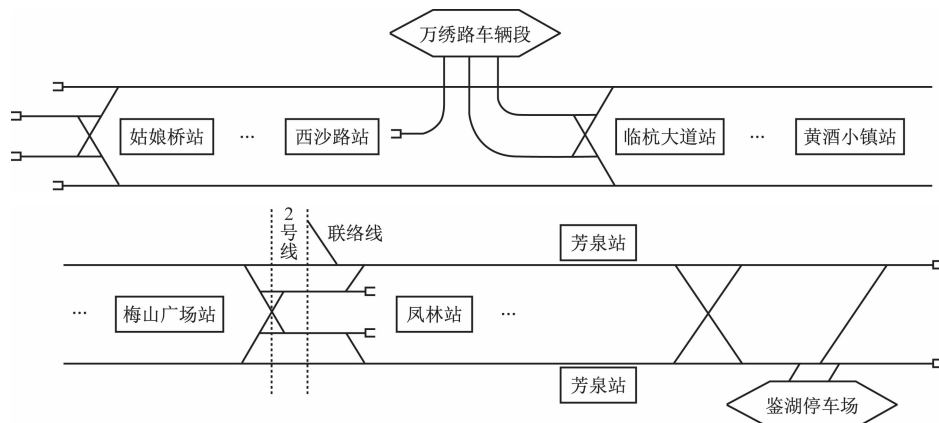 万绣路车辆段
姑娘桥站 … 西沙路站 临杭大道站 … 黄酒小镇站
2号线
联络线
芳泉站
… 梅山广场站 凤林站 …
芳泉站
鉴湖停车场